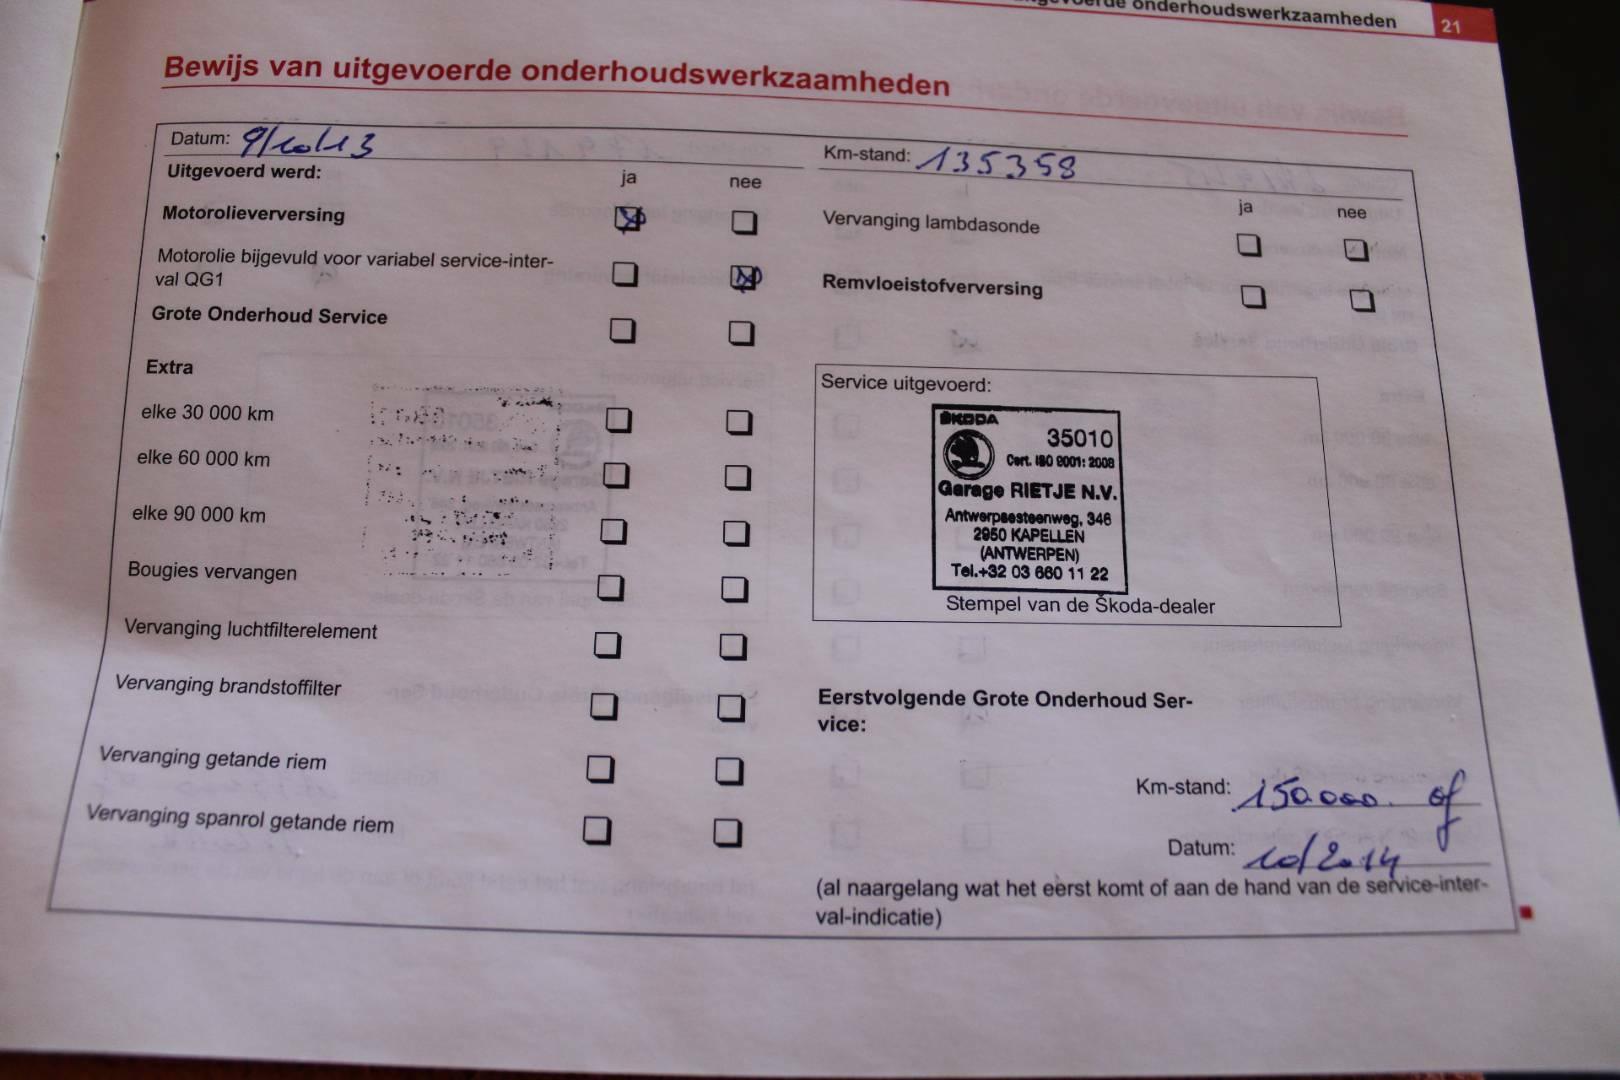 onderhoudswerkzaamheden 21
Bewijs van uitgevoerde onderhoudswerkzaamheden
Datum: 9/10/13
Uitgevoerd werd:
ja nee
Motorolieverversing
Motorolie bijgevuld voor variabel service-inter-
val QG1
Grote Onderhoud Service
Extra
elke 30 000 km
elke 60 000 km
elke 90 000 km
Bougies vervangen
Vervanging luchtfilterelement
Vervanging brandstoffilter
Vervanging getande riem
Vervanging spanrol getande riem
Km-stand: 135358
ja nee
Vervanging lambdasonde
Remvloeistofverversing
Service uitgevoerd:
ŠKODA
35010
Cert. ISO 9001: 2008
Garage RIETJE N.V.
Antwerpsesteenweg, 346
2950 KAPELLEN
(ANTWERPEN)
Tel.+32 03 660 11 22
Stempel van de Škoda-dealer
Eerstvolgende Grote Onderhoud Ser-
vice:
Km-stand: 150.000. of
Datum: 10/2014
(al naargelang wat het eerst komt of aan de hand van de service-inter-
val-indicatie)